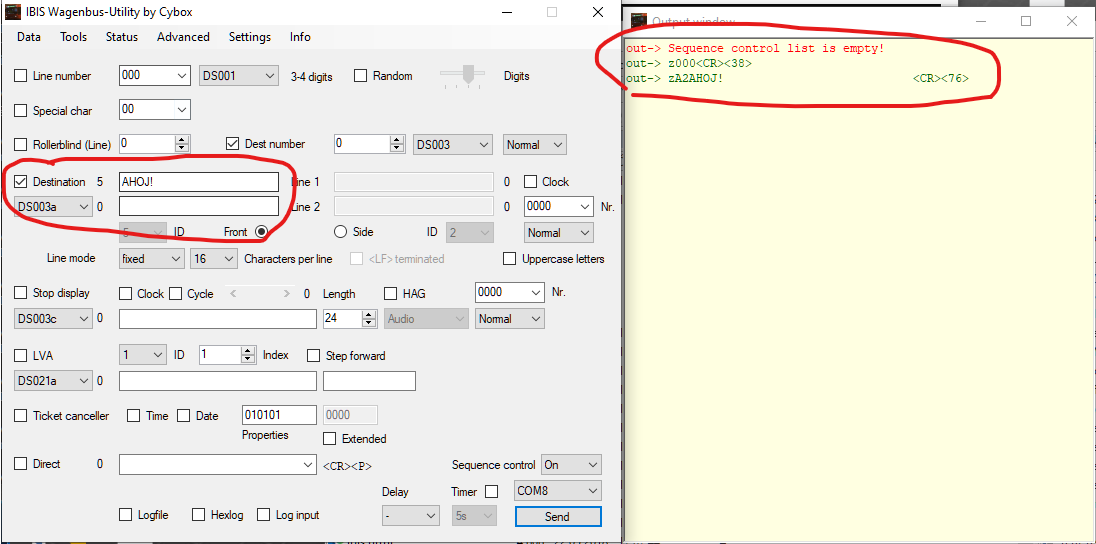 IBIS Wagenbus-Utility by Cybox
Data Tools Status Advanced Settings Info
Line number 000 DS001 3-4 digits Random Digits
Special char 00
Rollerblind (Line) 0 Dest number 0 DS003 Normal
Destination 5 AHOJ! Line 1 0 Clock
DS003a 0 Line 2 0 0000 Nr.
5 ID Front Side ID 2 Normal
Line mode fixed 16 Characters per line <LF> terminated Uppercase letters
Stop display Clock Cycle < > 0 Length HAG 0000 Nr.
DS003c 0 24 Audio Normal
LVA 1 ID 1 Index Step forward
DS021a 0
Ticket canceller Time Date 010101 0000
Properties Extended
Direct 0 <CR><P> Sequence control On
Delay Timer COM8
Logfile Hexlog Log input - 5s Send
Output window
out-> Sequence control list is empty!
out-> z000<CR><38>
out-> zA2AHOJ! <CR><76>